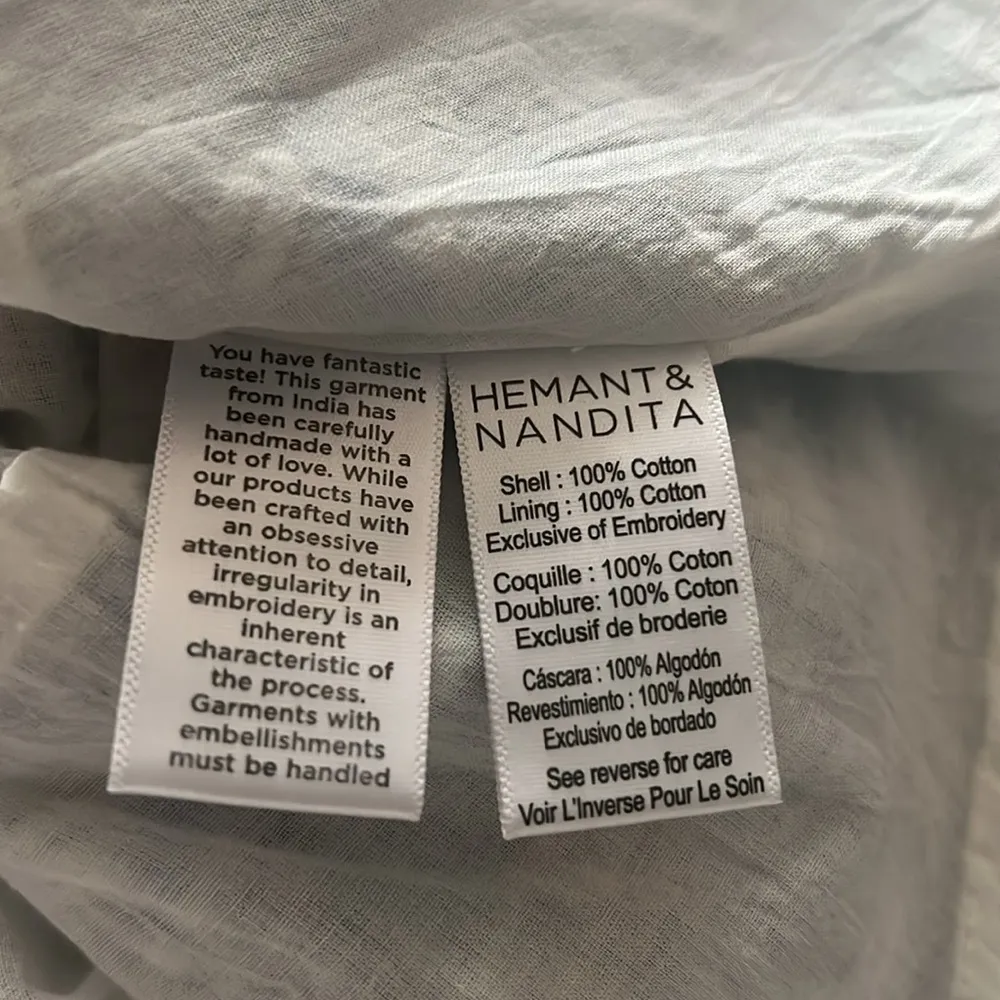 You have fantastic
taste! This garment
from India has
been carefully
handmade with a
lot of love. While
our products have
been crafted with
an obsessive
attention to detail,
irregularity in
embroidery is an
inherent
characteristic of
the process.
Garments with
embellishments
must be handled
HEMANT &
NANDITA
Shell : 100% Cotton
Lining : 100% Cotton
Exclusive of Embroidery
Coquille : 100% Coton
Doublure: 100% Coton
Exclusif de broderie
Cáscara : 100% Algodón
Revestimiento : 100% Algodón
Exclusivo de bordado
See reverse for care
Voir L'Inverse Pour Le Soin